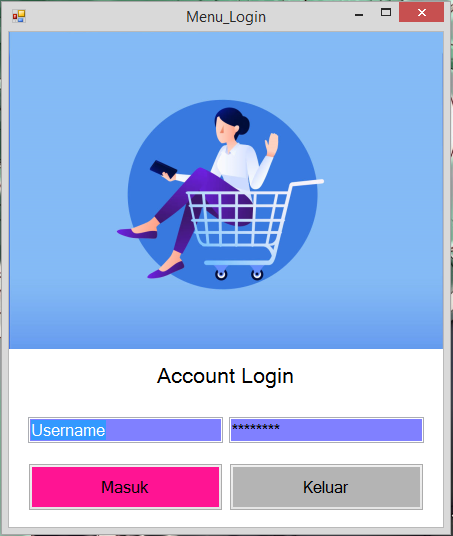 Menu_Login
Account Login
Username ********
Masuk Keluar